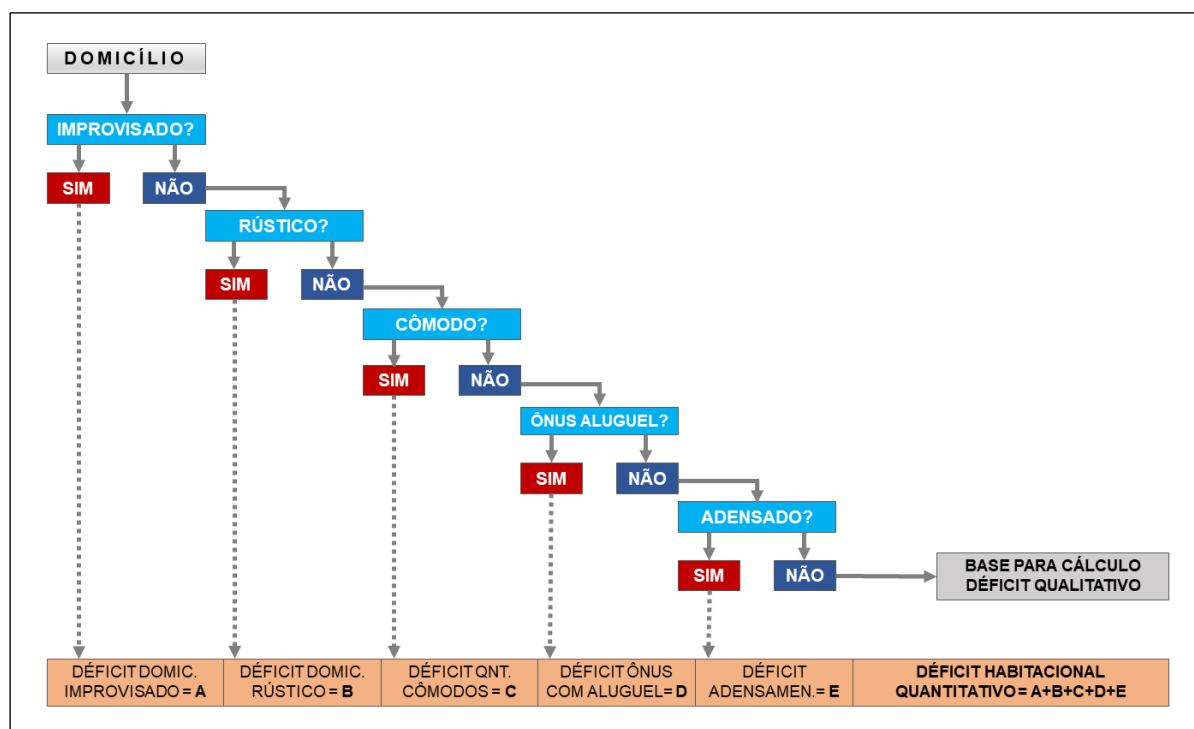 DOMICÍLIO
IMPROVISADO?
SIM
NÃO
RÚSTICO?
SIM
NÃO
CÔMODO?
SIM
NÃO
ÔNUS ALUGUEL?
SIM
NÃO
ADENSADO?
SIM
NÃO
BASE PARA CÁLCULO
DÉFICIT QUALITATIVO
DÉFICIT DOMIC.
IMPROVISADO = A
DÉFICIT DOMIC.
RÚSTICO = B
DÉFICIT QNT.
CÔMODOS = C
DÉFICIT ÔNUS
COM ALUGUEL= D
DÉFICIT
ADENSAMEN.= E
DÉFICIT HABITACIONAL
QUANTITATIVO = A+B+C+D+E